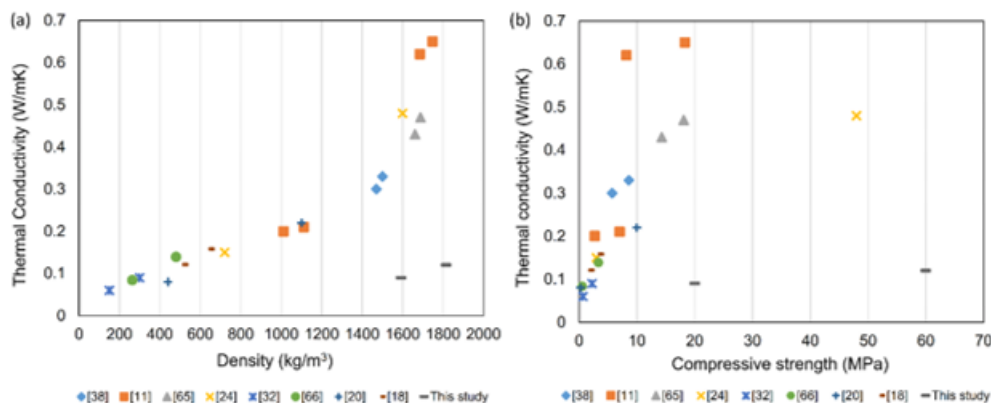 (a)
0.7
0.6
0.5
0.4
0.3
0.2
0.1
0
Thermal Conductivity (W/mK)
0 200 400 600 800 1000 1200 1400 1600 1800 2000
Density (kg/m³)
[38] [11] [65] [24] [32] [66] [20] [18] This study
(b)
0.7
0.6
0.5
0.4
0.3
0.2
0.1
0
Thermal conductivity (W/mK)
0 10 20 30 40 50 60 70
Compressive strength (MPa)
[38] [11] [65] [24] [32] [66] [20] [18] This study